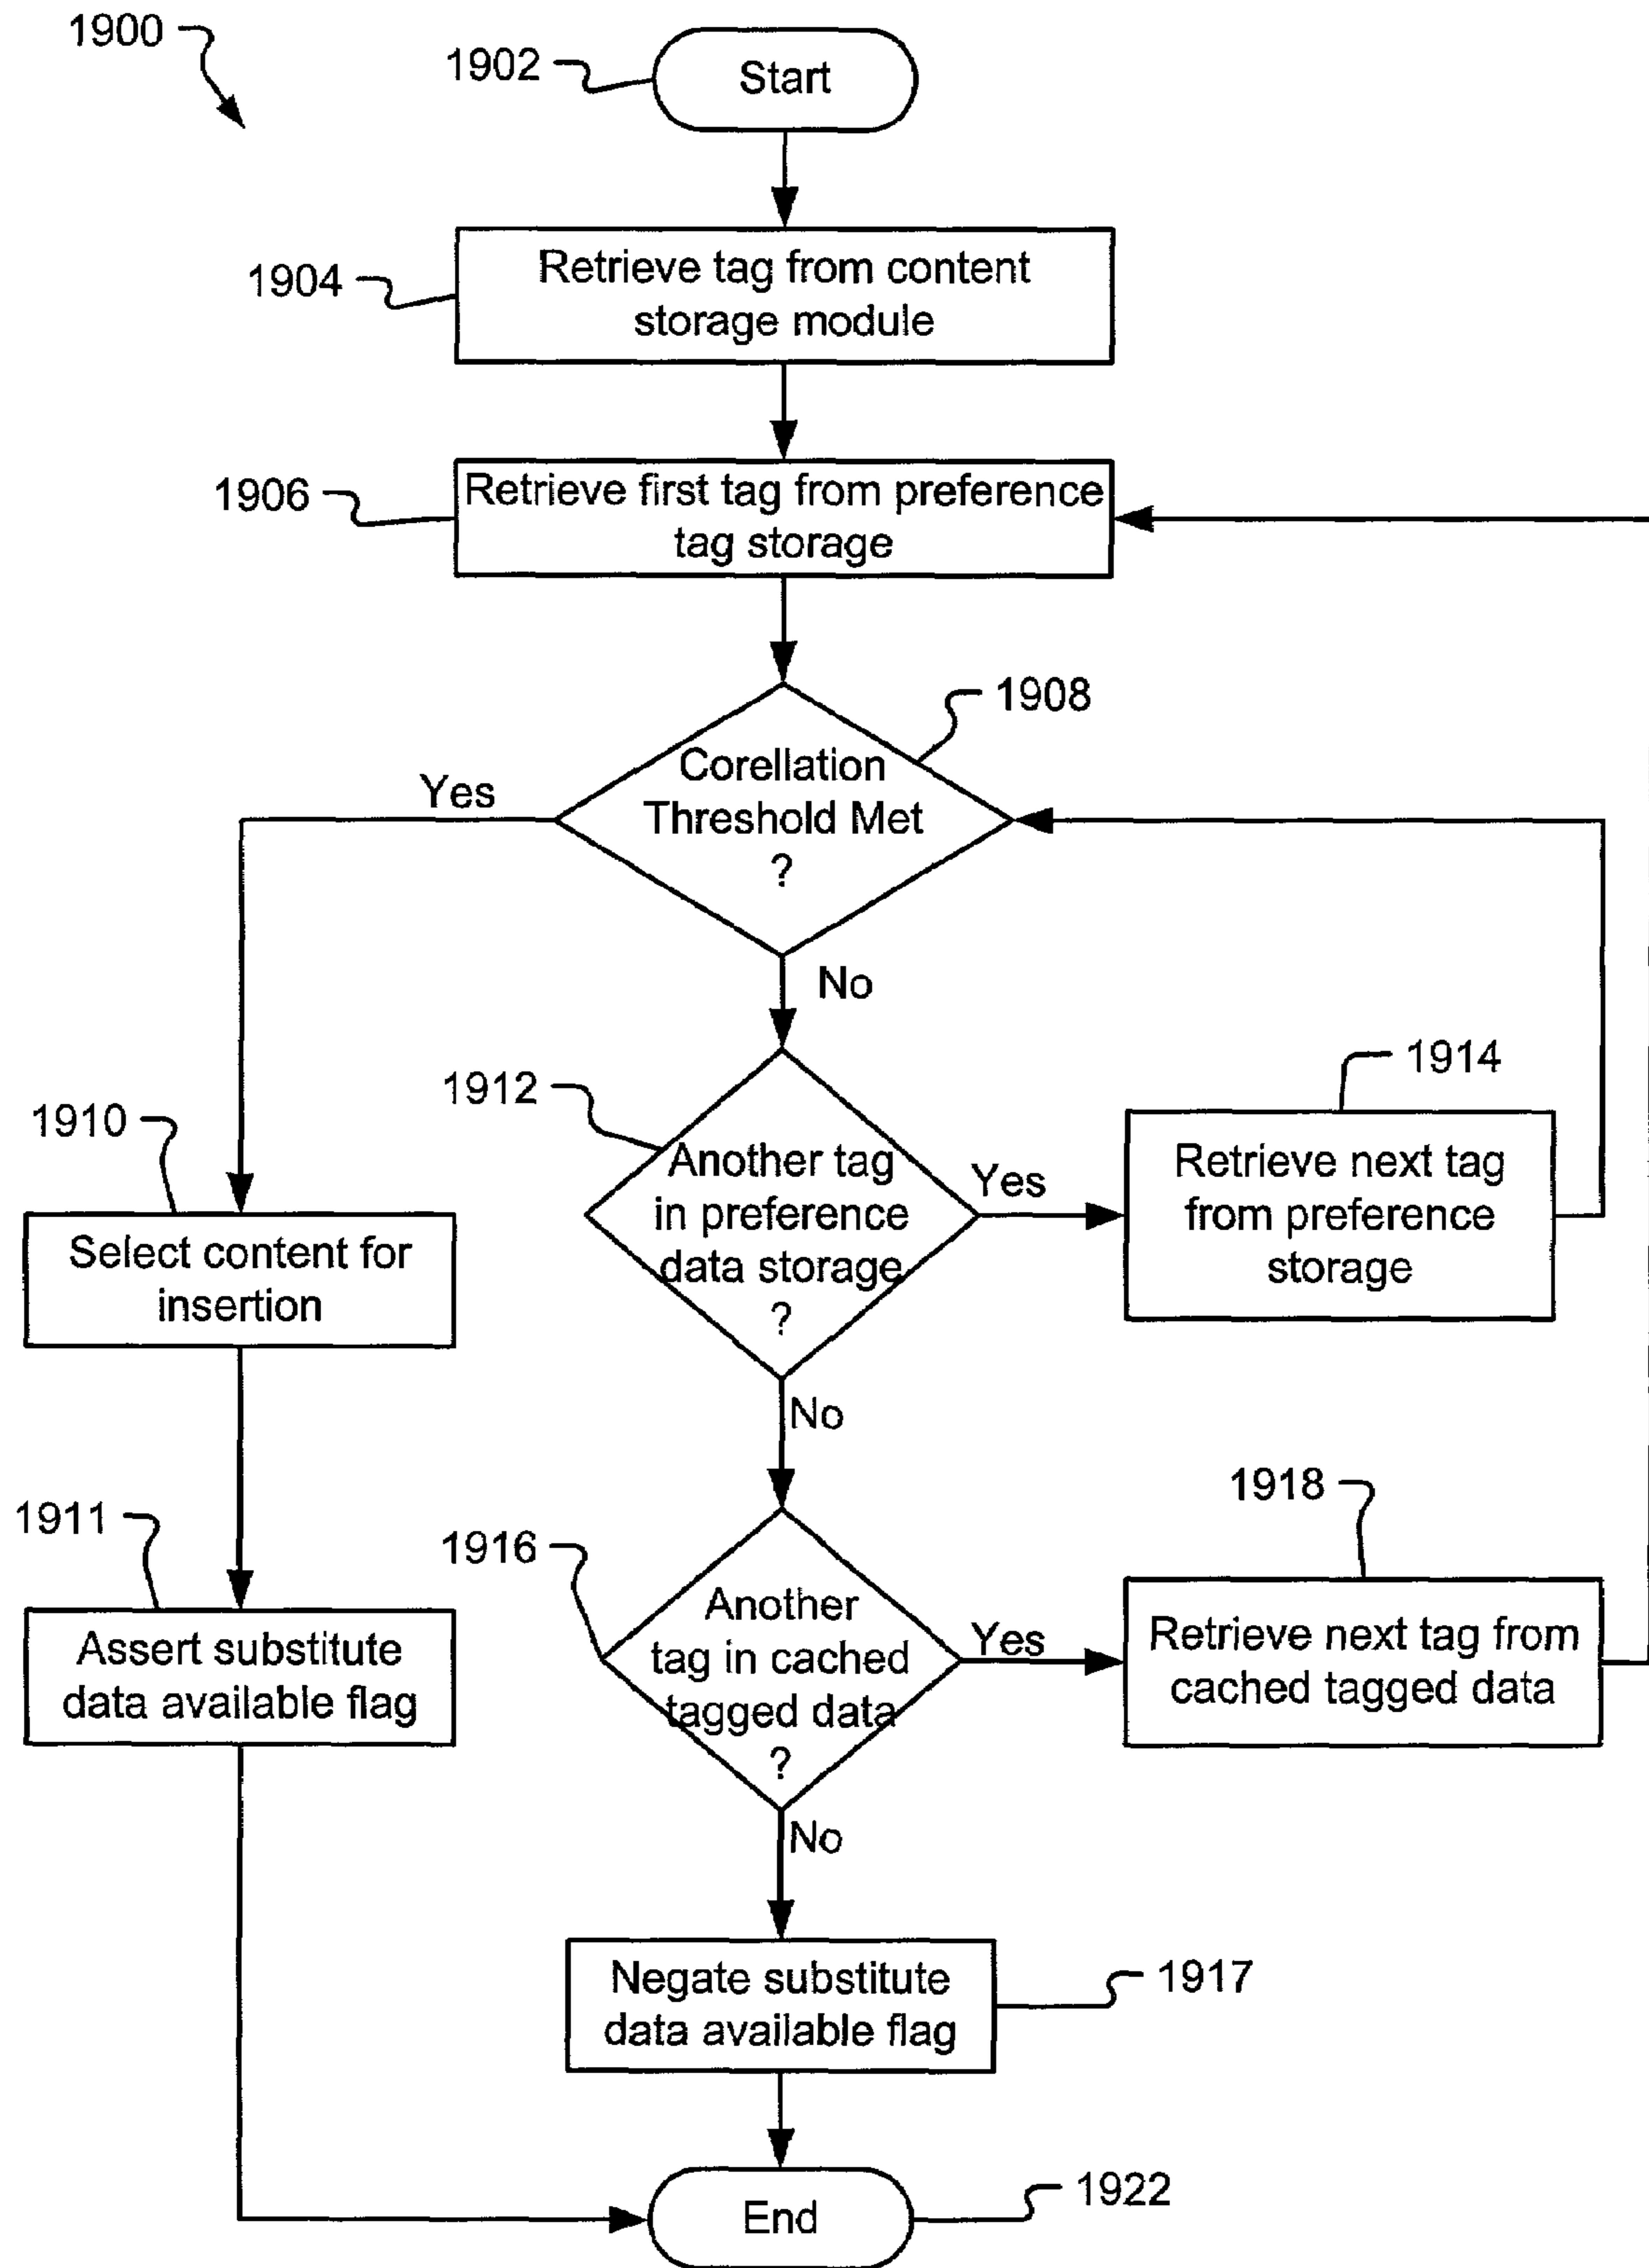 1900
1902
Start
1904
Retrieve tag from content
storage module
1906
Retrieve first tag from preference
tag storage
1908
Corellation
Threshold Met
?
Yes
No
1910
Select content for
insertion
1912
Another tag
in preference
data storage
?
Yes
1914
Retrieve next tag
from preference
storage
No
1911
Assert substitute
data available flag
1916
Another
tag in cached
tagged data
?
Yes
1918
Retrieve next tag from
cached tagged data
No
Negate substitute
data available flag
1917
End
1922